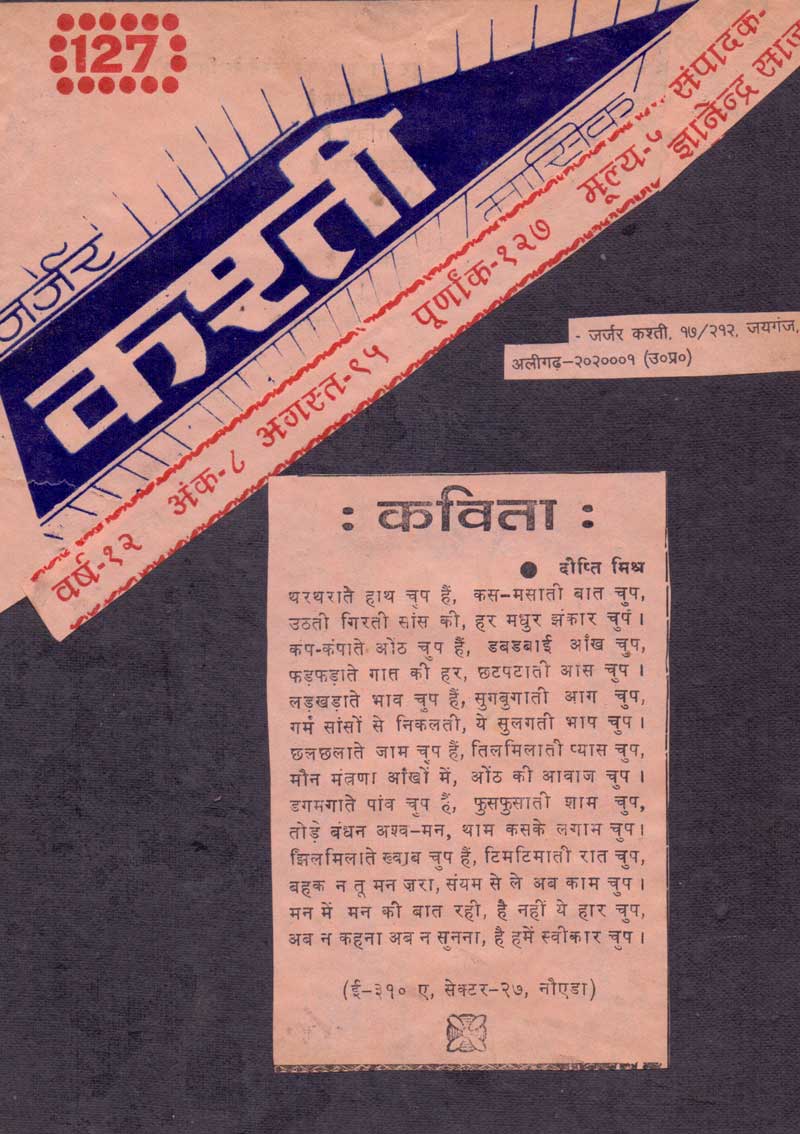 127
जर्जर
कश्ती
मासिक
वर्ष-१२ अंक-८ अगस्त-९५ पूर्णांक-१२७ मूल्य-५ संपादक-
ज्ञानेन्द्र साज
- जर्जर कश्ती, १७/२१२, जयगंज,
अलीगढ़-२०२०००१ (उ०प्र०)
: कविता :
● दीप्ति मिश्र
थरथराते हाथ चुप हैं, कस-मसाती बात चुप,
उठती गिरती सांस की, हर मधुर झंकार चुप ।
कंप-कंपाते ओंठ चुप हैं, डबडबाई आंख चुप,
फड़फड़ाते गात की हर, छटपटाती आस चुप ।
लड़खड़ाते भाव चुप हैं, सुगबुगाती आग चुप,
गर्म सांसों से निकलती, ये सुलगती भाप चुप ।
छलछलाते जाम चुप हैं, तिलमिलाती प्यास चुप,
मौन मंत्रणा आंखों में, ओंठ की आवाज चुप ।
डगमगाते पांव चुप हैं, फुसफुसाती शाम चुप,
तोड़े बंधन अश्व-मन, थाम कसके लगाम चुप।
झिलमिलाते ख्वाब चुप हैं, टिमटिमाती रात चुप,
बहक न तू मन ज़रा, संयम से ले अब काम चुप ।
मन में मन की बात रही, है नहीं ये हार चुप,
अब न कहना अब न सुनना, है हमें स्वीकार चुप ।
(ई-३१० ए, सेक्टर-२७, नौएडा)